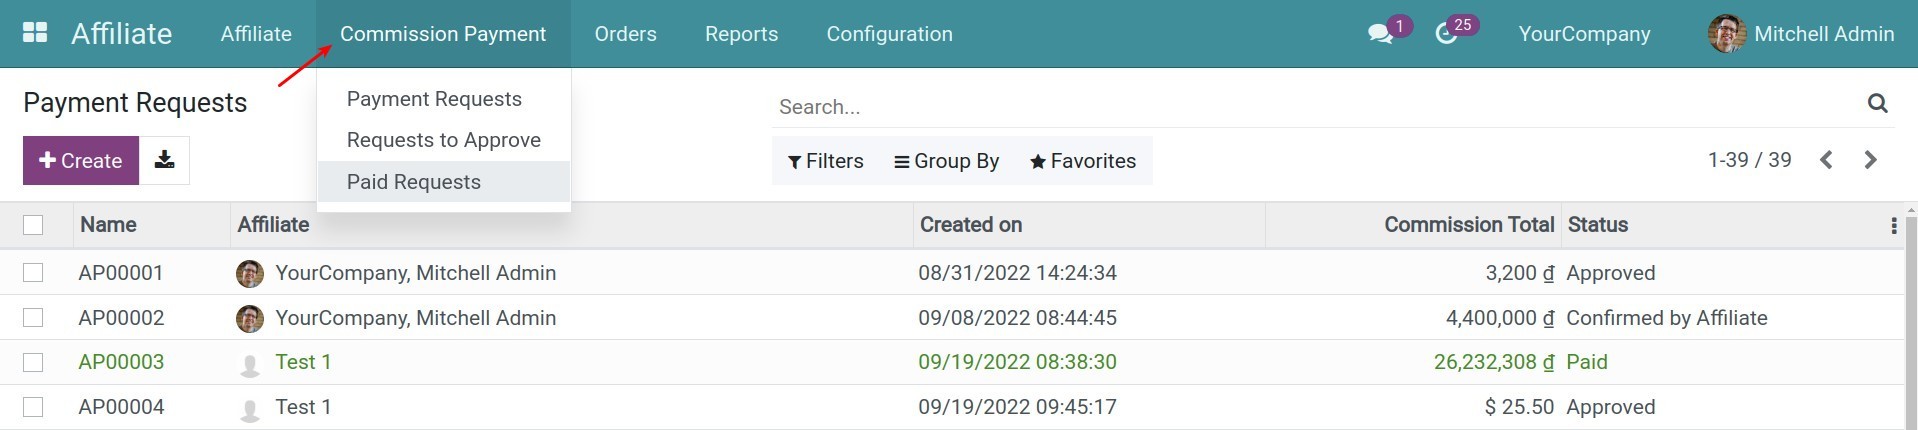 Affiliate Affiliate Commission Payment Orders Reports Configuration 1 25 YourCompany Mitchell Admin
Payment Requests
Create
Payment Requests
Requests to Approve
Paid Requests
Search...
Filters Group By Favorites 1-39 / 39
Name Affiliate Created on Commission Total Status
AP00001 YourCompany, Mitchell Admin 08/31/2022 14:24:34 3,200 ₫ Approved
AP00002 YourCompany, Mitchell Admin 09/08/2022 08:44:45 4,400,000 ₫ Confirmed by Affiliate
AP00003 Test 1 09/19/2022 08:38:30 26,232,308 ₫ Paid
AP00004 Test 1 09/19/2022 09:45:17 $ 25.50 Approved